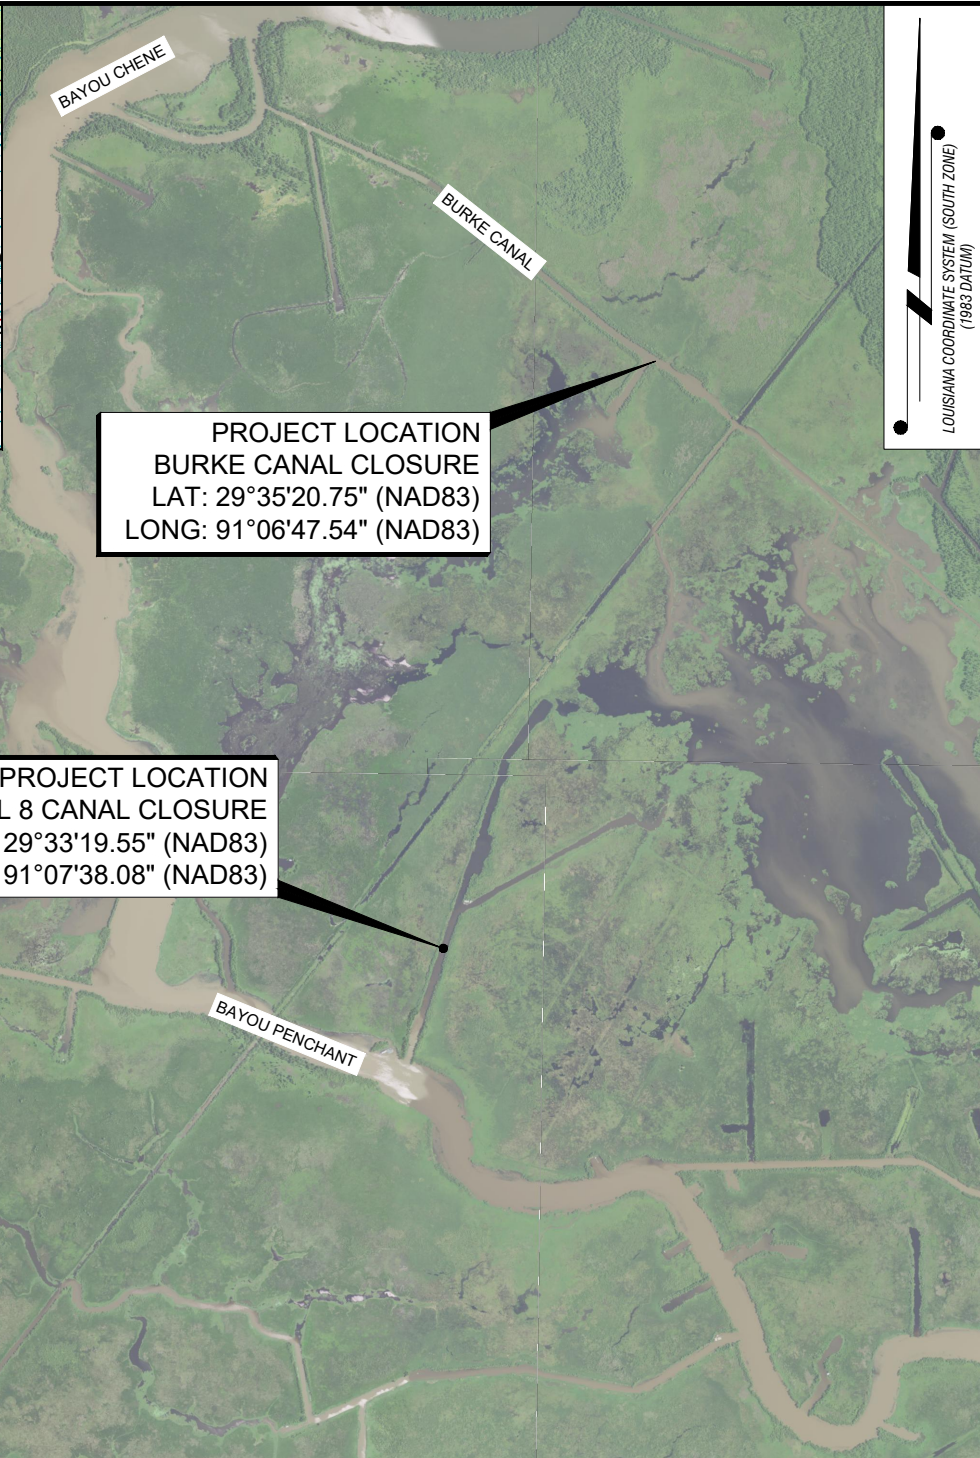 BAYOU CHENE
BURKE CANAL
LOUISIANA COORDINATE SYSTEM (SOUTH ZONE)
(1983 DATUM)
PROJECT LOCATION
BURKE CANAL CLOSURE
LAT: 29°35'20.75" (NAD83)
LONG: 91°06'47.54" (NAD83)
PROJECT LOCATION
L 8 CANAL CLOSURE
29°33'19.55" (NAD83)
91°07'38.08" (NAD83)
BAYOU PENCHANT